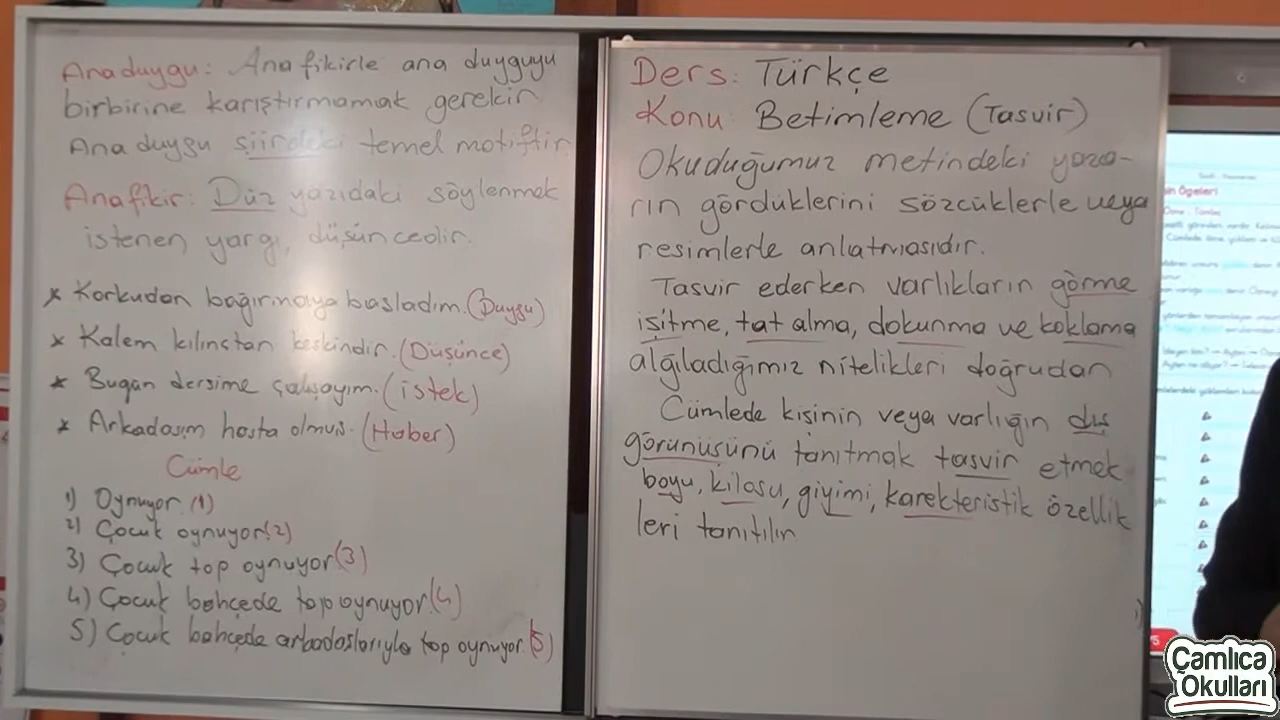 Anaduygu: Ana fikirle ana duyguyu
birbirine karıştırmamak gerekir
Ana duygu şiirdeki temel motiftir
Anafikir: Düz yazıdaki söylenmek
istenen yargı, düşüncedir.
* Korkudan bağırmaya başladım. (Duygu)
* Kalem kılınstan keskindir. (Düşünce)
* Bugün dersime çalışayım. (istek)
* Arkadaşım hasta olmuş. (Haber)
Cümle
1) Oynuyor (1)
2) Çocuk oynuyor (2)
3) Çocuk top oynuyor (3)
4) Çocuk bahçede top oynuyor (4)
5) Çocuk bahçede arkadaşlarıyla top oynuyor. (5)
Ders: Türkçe
Konu: Betimleme (Tasvir)
Okuduğumuz metindeki yaza-
rın gördüklerini sözcüklerle veya
resimlerle anlatmasıdır.
Tasvir ederken varlıkların görme
işitme, tat alma, dokunma ve koklama
algıladığımız nitelikleri doğrudan
Cümlede kişinin veya varlığın dış
görünüşünü tanıtmak tasvir etmek
boyu, kilosu, giyimi, karekteristik özellik
leri tanıtılır
Çamlıca
Okulları